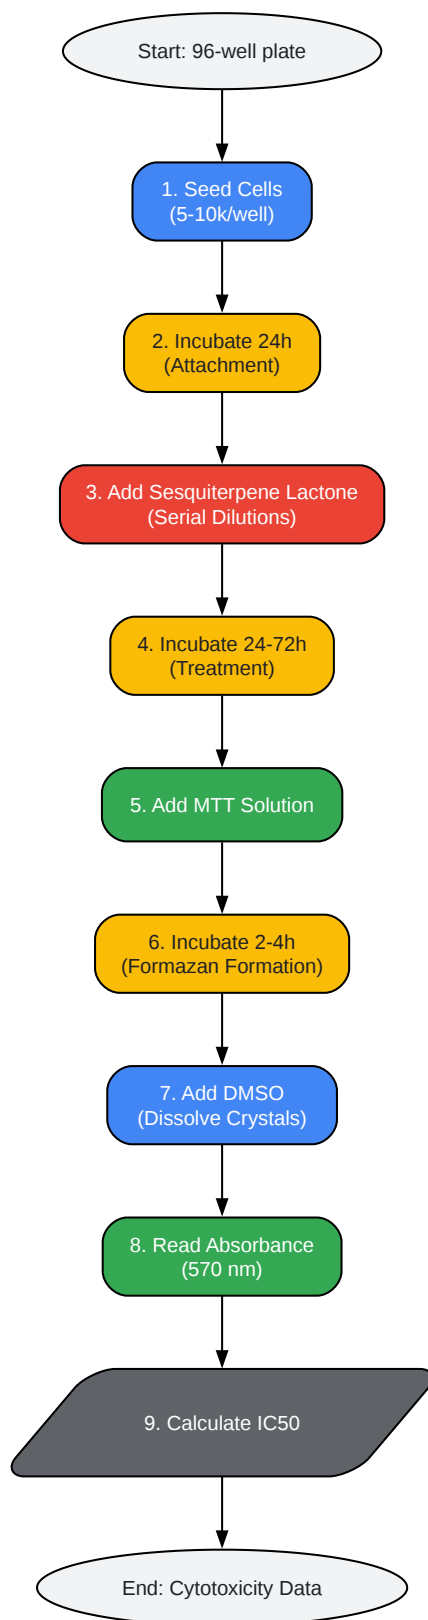 Start: 96-well plate
1. Seed Cells
(5-10k/well)
2. Incubate 24h
(Attachment)
3. Add Sesquiterpene Lactone
(Serial Dilutions)
4. Incubate 24-72h
(Treatment)
5. Add MTT Solution
6. Incubate 2-4h
(Formazan Formation)
7. Add DMSO
(Dissolve Crystals)
8. Read Absorbance
(570 nm)
9. Calculate IC50
End: Cytotoxicity Data